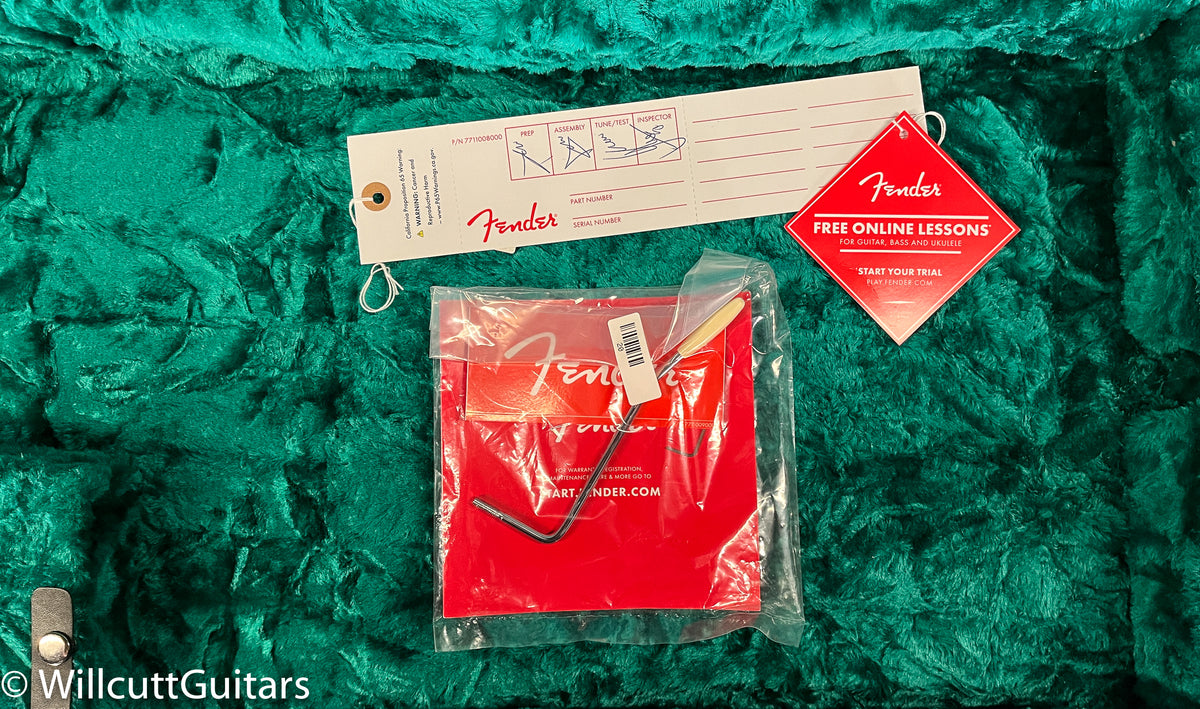 California Proposition 65 Warning
WARNING: Cancer and
Reproductive Harm
– www.P65Warnings.ca.gov
P/N 7711008000
PREP ASSEMBLY TUNE/TEST INSPECTOR
PART NUMBER
SERIAL NUMBER
Fender
Fender
FREE ONLINE LESSONS*
FOR GUITAR, BASS AND UKULELE
*START YOUR TRIAL
PLAY.FENDER.COM
20
Fender
Fender
FOR WARRANTY REGISTRATION,
& MORE GO TO
START.FENDER.COM
© WillcuttGuitars